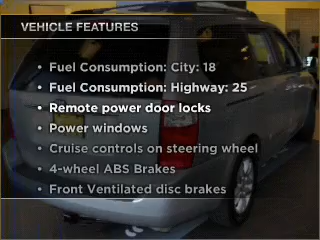 VEHICLE FEATURES
• Fuel Consumption: City: 18
• Fuel Consumption: Highway: 25
• Remote power door locks
• Power windows
• Cruise controls on steering wheel
• 4-wheel ABS Brakes
• Front Ventilated disc brakes